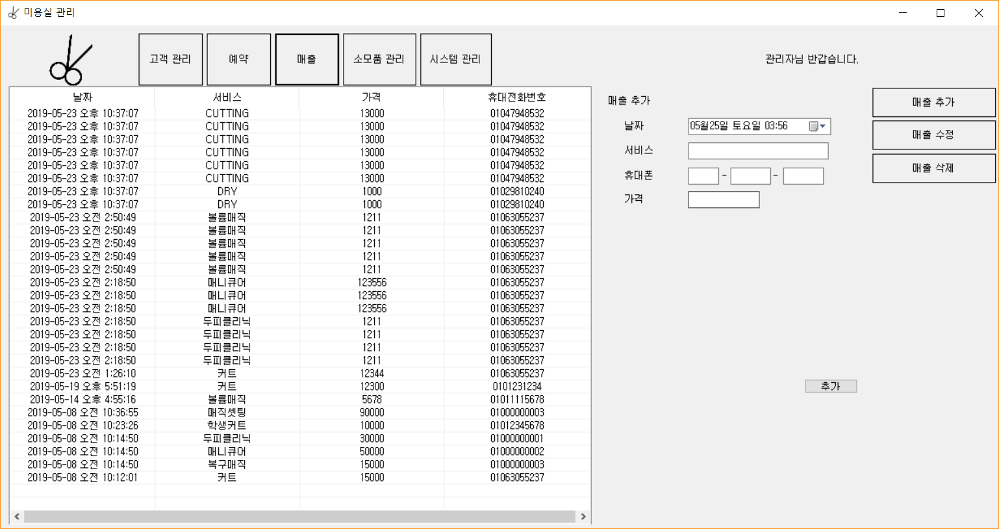 미용실 관리
고객 관리 예약 매출 소모품 관리 시스템 관리 관리자님 반갑습니다.
날짜 서비스 가격 휴대전화번호
2019-05-23 오후 10:37:07 CUTTING 13000 01047948532
2019-05-23 오후 10:37:07 CUTTING 13000 01047948532
2019-05-23 오후 10:37:07 CUTTING 13000 01047948532
2019-05-23 오후 10:37:07 CUTTING 13000 01047948532
2019-05-23 오후 10:37:07 CUTTING 13000 01047948532
2019-05-23 오후 10:37:07 CUTTING 13000 01047948532
2019-05-23 오후 10:37:07 DRY 1000 01029810240
2019-05-23 오후 10:37:07 DRY 1000 01029810240
2019-05-23 오전 2:50:49 볼륨매직 1211 01063055237
2019-05-23 오전 2:50:49 볼륨매직 1211 01063055237
2019-05-23 오전 2:50:49 볼륨매직 1211 01063055237
2019-05-23 오전 2:50:49 볼륨매직 1211 01063055237
2019-05-23 오전 2:50:49 볼륨매직 1211 01063055237
2019-05-23 오전 2:18:50 매니큐어 123556 01063055237
2019-05-23 오전 2:18:50 매니큐어 123556 01063055237
2019-05-23 오전 2:18:50 매니큐어 123556 01063055237
2019-05-23 오전 2:18:50 두피클리닉 1211 01063055237
2019-05-23 오전 2:18:50 두피클리닉 1211 01063055237
2019-05-23 오전 2:18:50 두피클리닉 1211 01063055237
2019-05-23 오전 2:18:50 두피클리닉 1211 01063055237
2019-05-23 오전 1:26:10 커트 12344 01063055237
2019-05-19 오후 5:51:19 커트 12300 0101231234
2019-05-14 오후 4:55:16 볼륨매직 5678 01011115678
2019-05-08 오전 10:36:55 매직셋팅 90000 01000000003
2019-05-08 오전 10:23:26 학생커트 10000 01012345678
2019-05-08 오전 10:14:50 두피클리닉 30000 01000000001
2019-05-08 오전 10:14:50 매니큐어 50000 01000000002
2019-05-08 오전 10:14:50 복구매직 15000 01000000003
2019-05-08 오전 10:12:01 커트 15000 01063055237
매출 추가
날짜 05월25일 토요일 03:56
서비스
휴대폰 - -
가격
추가
매출 추가
매출 수정
매출 삭제